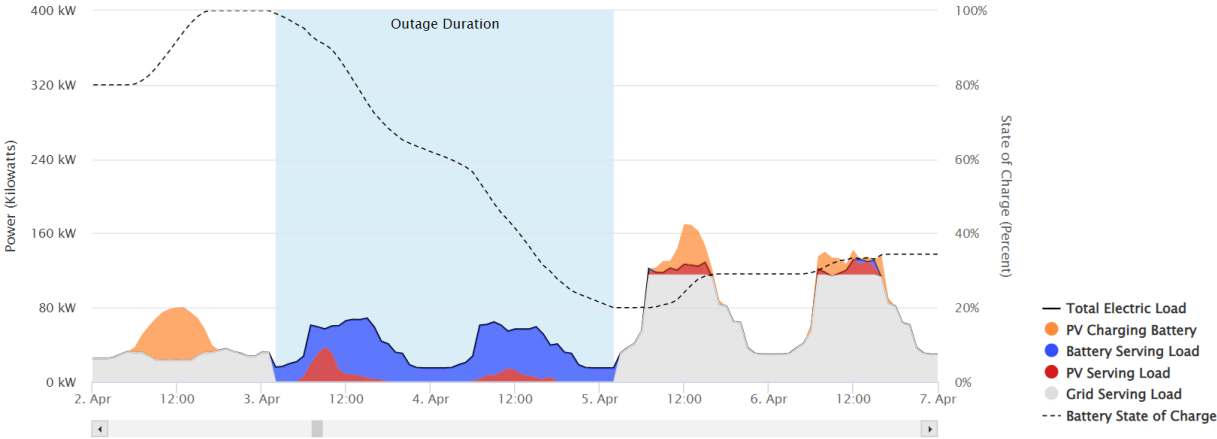 400 kW
320 kW
240 kW
160 kW
80 kW
0 kW
Power (Kilowatts)
Outage Duration
100%
80%
60%
40%
20%
0%
State of Charge (Percent)
2. Apr
12:00
3. Apr
12:00
4. Apr
12:00
5. Apr
12:00
6. Apr
12:00
7. Apr
Total Electric Load
PV Charging Battery
Battery Serving Load
PV Serving Load
Grid Serving Load
Battery State of Charge